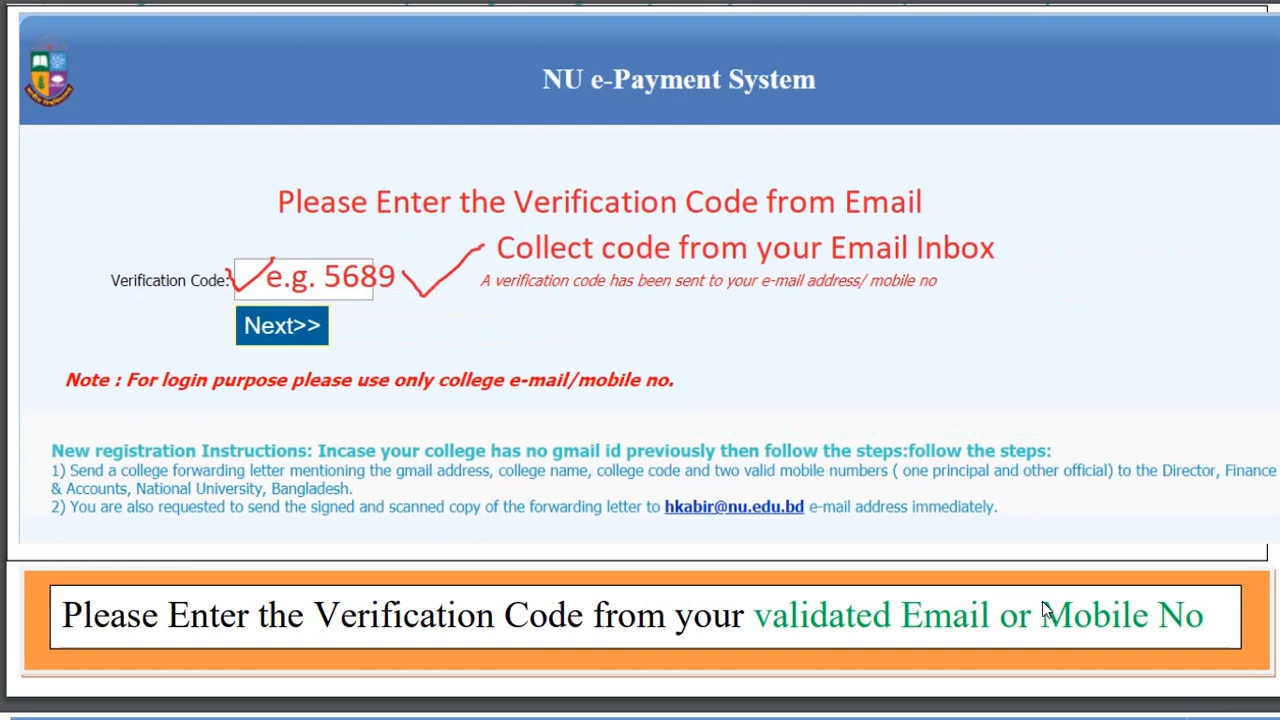 NU e-Payment System
Please Enter the Verification Code from Email
Collect code from your Email Inbox
Verification Code: e.g. 5689 A verification code has been sent to your e-mail address/ mobile no
Next>>
Note : For login purpose please use only college e-mail/mobile no.
New registration Instructions: Incase your college has no gmail id previously then follow the steps:follow the steps:
1) Send a college forwarding letter mentioning the gmail address, college name, college code and two valid mobile numbers ( one principal and other official) to the Director, Finance
& Accounts, National University, Bangladesh.
2) You are also requested to send the signed and scanned copy of the forwarding letter to hkabir@nu.edu.bd e-mail address immediately.
Please Enter the Verification Code from your validated Email or Mobile No